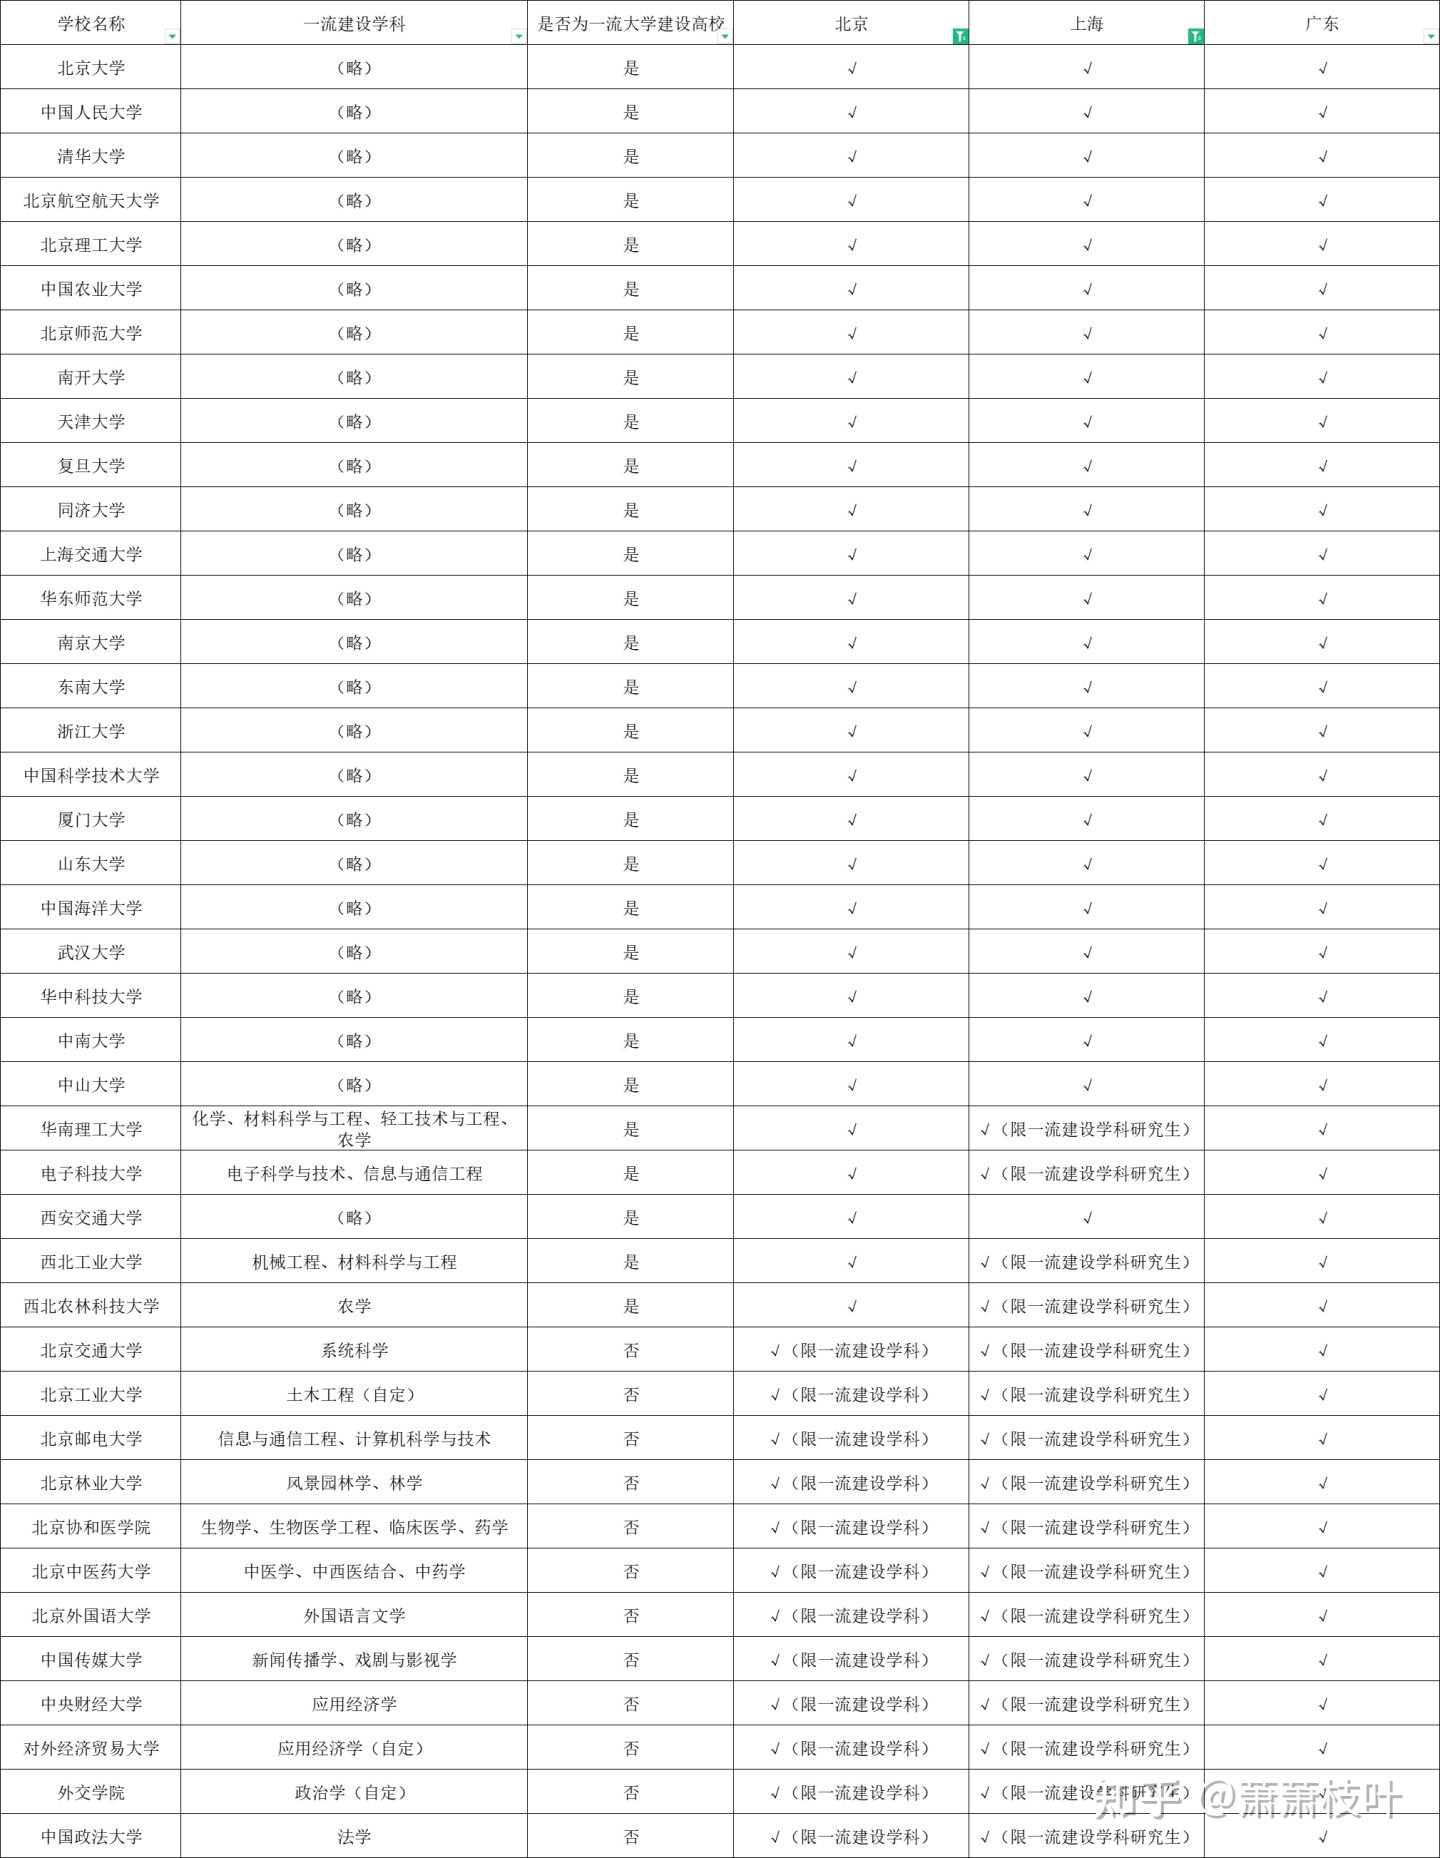 学校名称 一流建设学科 是否为一流大学建设高校 北京 上海 广东
北京大学 （略） 是 √ √ √
中国人民大学 （略） 是 √ √ √
清华大学 （略） 是 √ √ √
北京航空航天大学 （略） 是 √ √ √
北京理工大学 （略） 是 √ √ √
中国农业大学 （略） 是 √ √ √
北京师范大学 （略） 是 √ √ √
南开大学 （略） 是 √ √ √
天津大学 （略） 是 √ √ √
复旦大学 （略） 是 √ √ √
同济大学 （略） 是 √ √ √
上海交通大学 （略） 是 √ √ √
华东师范大学 （略） 是 √ √ √
南京大学 （略） 是 √ √ √
东南大学 （略） 是 √ √ √
浙江大学 （略） 是 √ √ √
中国科学技术大学 （略） 是 √ √ √
厦门大学 （略） 是 √ √ √
山东大学 （略） 是 √ √ √
中国海洋大学 （略） 是 √ √ √
武汉大学 （略） 是 √ √ √
华中科技大学 （略） 是 √ √ √
中南大学 （略） 是 √ √ √
中山大学 （略） 是 √ √ √
华南理工大学 化学、材料科学与工程、轻工技术与工程、
农学 是 √ √（限一流建设学科研究生） √
电子科技大学 电子科学与技术、信息与通信工程 是 √ √（限一流建设学科研究生） √
西安交通大学 （略） 是 √ √ √
西北工业大学 机械工程、材料科学与工程 是 √ √（限一流建设学科研究生） √
西北农林科技大学 农学 是 √ √（限一流建设学科研究生） √
北京交通大学 系统科学 否 √（限一流建设学科） √（限一流建设学科研究生） √
北京工业大学 土木工程（自定） 否 √（限一流建设学科） √（限一流建设学科研究生） √
北京邮电大学 信息与通信工程、计算机科学与技术 否 √（限一流建设学科） √（限一流建设学科研究生） √
北京林业大学 风景园林学、林学 否 √（限一流建设学科） √（限一流建设学科研究生） √
北京协和医学院 生物学、生物医学工程、临床医学、药学 否 √（限一流建设学科） √（限一流建设学科研究生） √
北京中医药大学 中医学、中西医结合、中药学 否 √（限一流建设学科） √（限一流建设学科研究生） √
北京外国语大学 外国语言文学 否 √（限一流建设学科） √（限一流建设学科研究生） √
中国传媒大学 新闻传播学、戏剧与影视学 否 √（限一流建设学科） √（限一流建设学科研究生） √
中央财经大学 应用经济学 否 √（限一流建设学科） √（限一流建设学科研究生） √
对外经济贸易大学 应用经济学（自定） 否 √（限一流建设学科） √（限一流建设学科研究生） √
外交学院 政治学（自定） 否 √（限一流建设学科） √（限一流建设学科研究生） √
知乎 @萧萧枝叶
中国政法大学 法学 否 √（限一流建设学科） √（限一流建设学科研究生） √